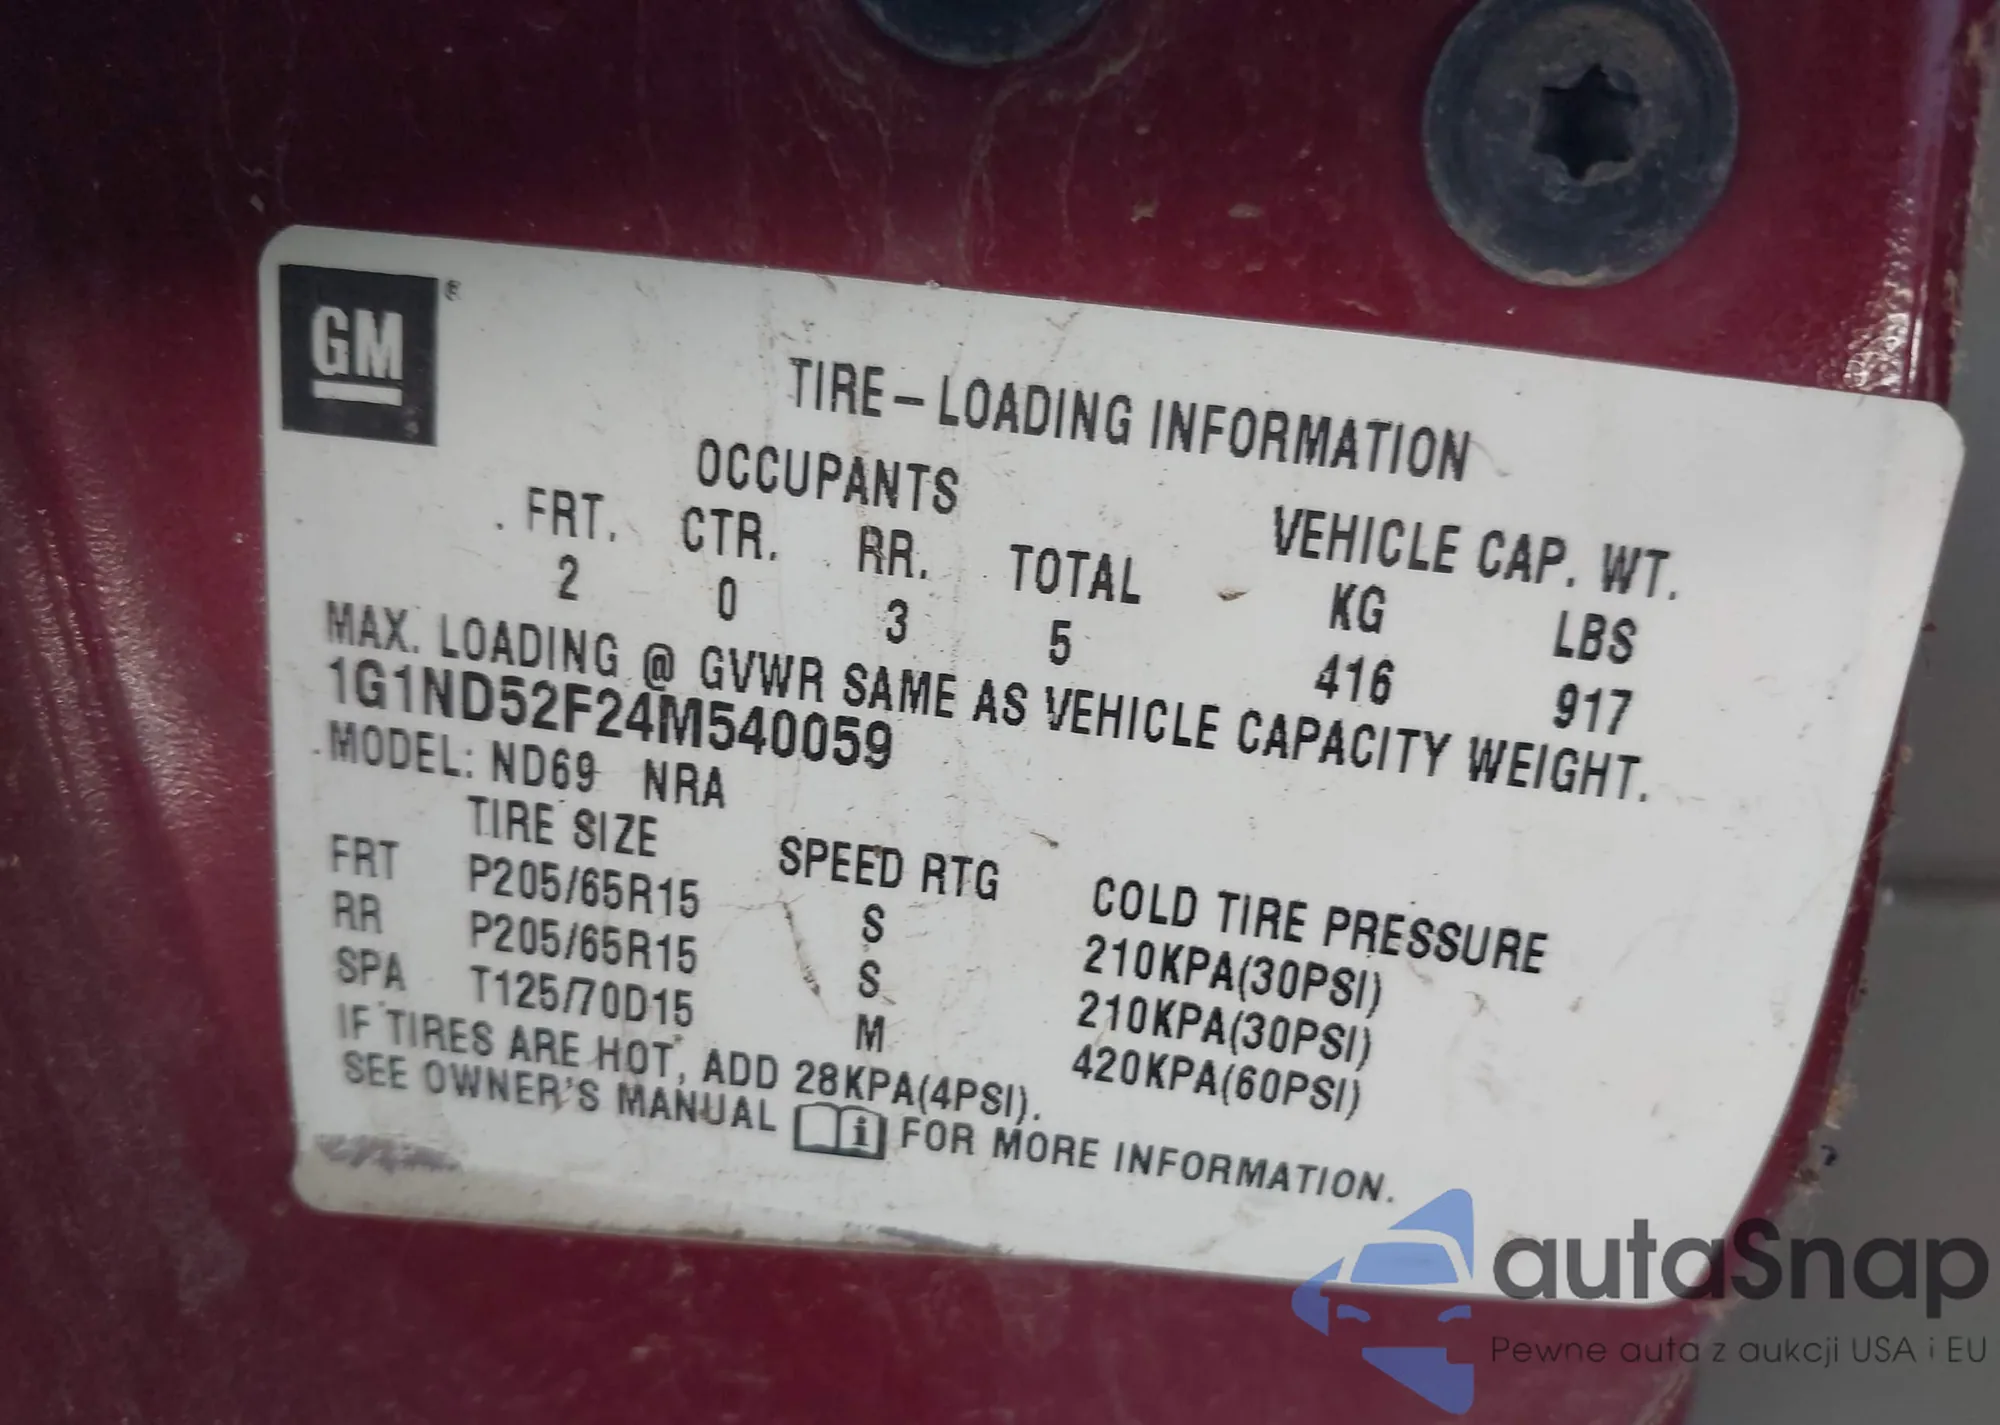 GM
TIRE – LOADING INFORMATION
OCCUPANTS
VEHICLE CAP. WT.
FRT. CTR. RR. TOTAL KG LBS
2 0 3 5 416 917
MAX. LOADING @ GVWR SAME AS VEHICLE CAPACITY WEIGHT.
1G1ND52F24M540059
MODEL: ND69 NRA
TIRE SIZE SPEED RTG COLD TIRE PRESSURE
FRT P205/65R15 S 210KPA(30PSI)
RR P205/65R15 S 210KPA(30PSI)
SPA T125/70D15 M 420KPA(60PSI)
IF TIRES ARE HOT, ADD 28KPA(4PSI).
SEE OWNER'S MANUAL i FOR MORE INFORMATION.
autaSnap
Pewne auta z aukcji USA i EU